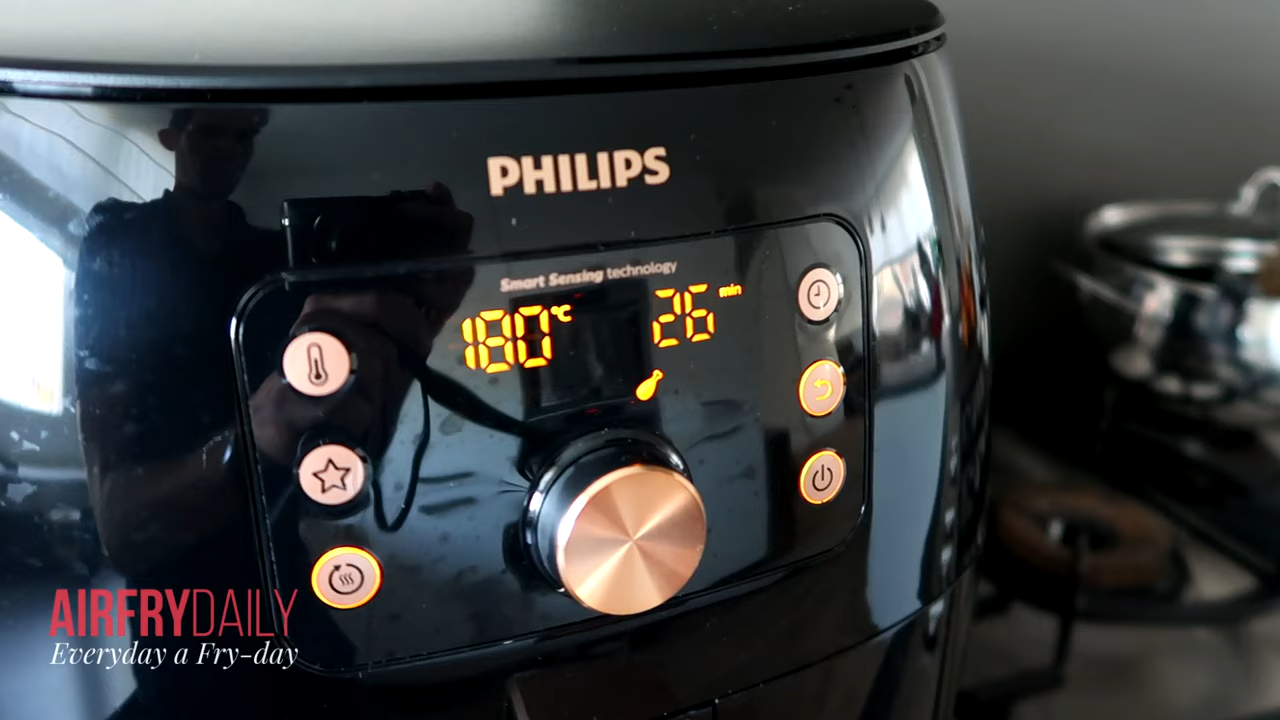 PHILIPS
Smart Sensing technology
180°C 26 min
AIRFRYDAILY
Everyday a Fry-day